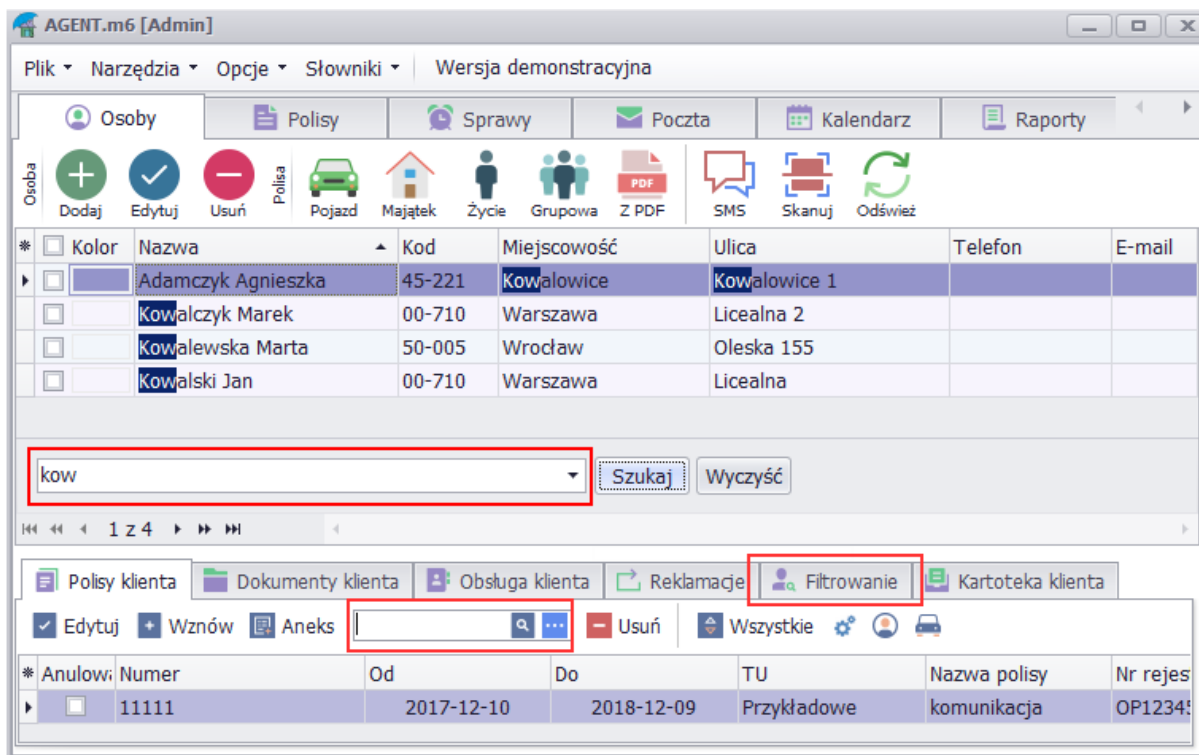 AGENT.m6 [Admin]
Plik Narzędzia Opcje Słowniki Wersja demonstracyjna
Osoby Polisy Sprawy Poczta Kalendarz Raporty
Osoba Dodaj Edytuj Usuń Polisa Pojazd Majątek Życie Grupowa PDF Z PDF SMS Skanuj Odśwież
Kolor Nazwa Kod Miejscowość Ulica Telefon E-mail
Adamczyk Agnieszka 45-221 Kowalowice Kowalowice 1
Kowalczyk Marek 00-710 Warszawa Licealna 2
Kowalewska Marta 50-005 Wrocław Oleska 155
Kowalski Jan 00-710 Warszawa Licealna
kow Szukaj Wyczyść
1 z 4
Polisy klienta Dokumenty klienta Obsługa klienta Reklamacje Filtrowanie Kartoteka klienta
Edytuj Wznów Aneks Usuń Wszystkie
Anulowa Numer Od Do TU Nazwa polisy Nr rejes
11111 2017-12-10 2018-12-09 Przykładowe komunikacja OP12345